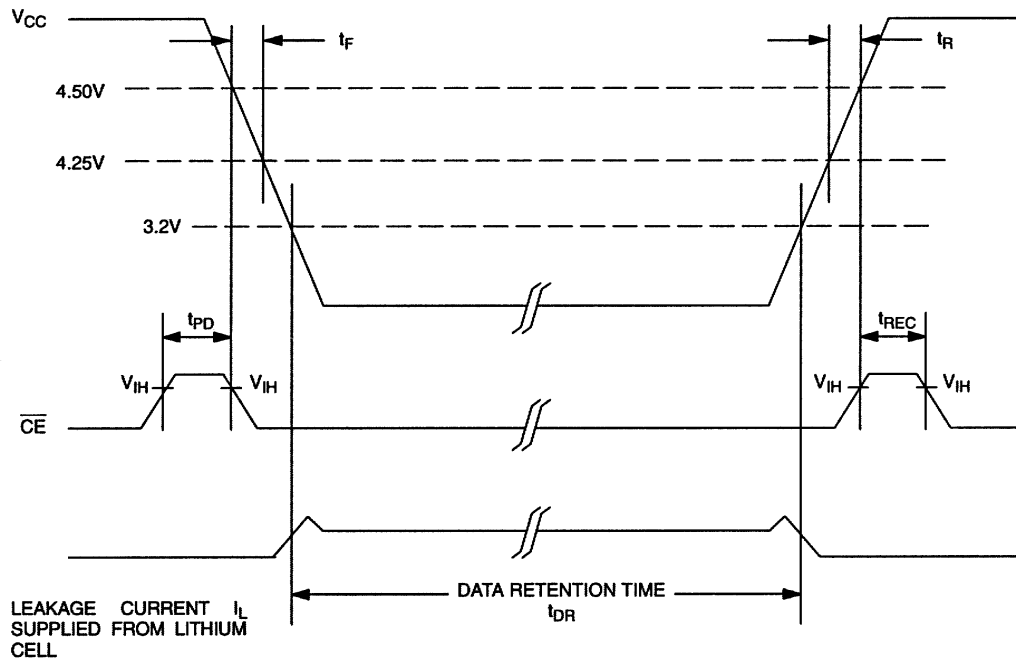 VCC
tF
tR
4.50V
4.25V
3.2V
tPD
tREC
VIH
VIH
VIH
VIH
CE
DATA RETENTION TIME
tDR
LEAKAGE CURRENT IL
SUPPLIED FROM LITHIUM
CELL